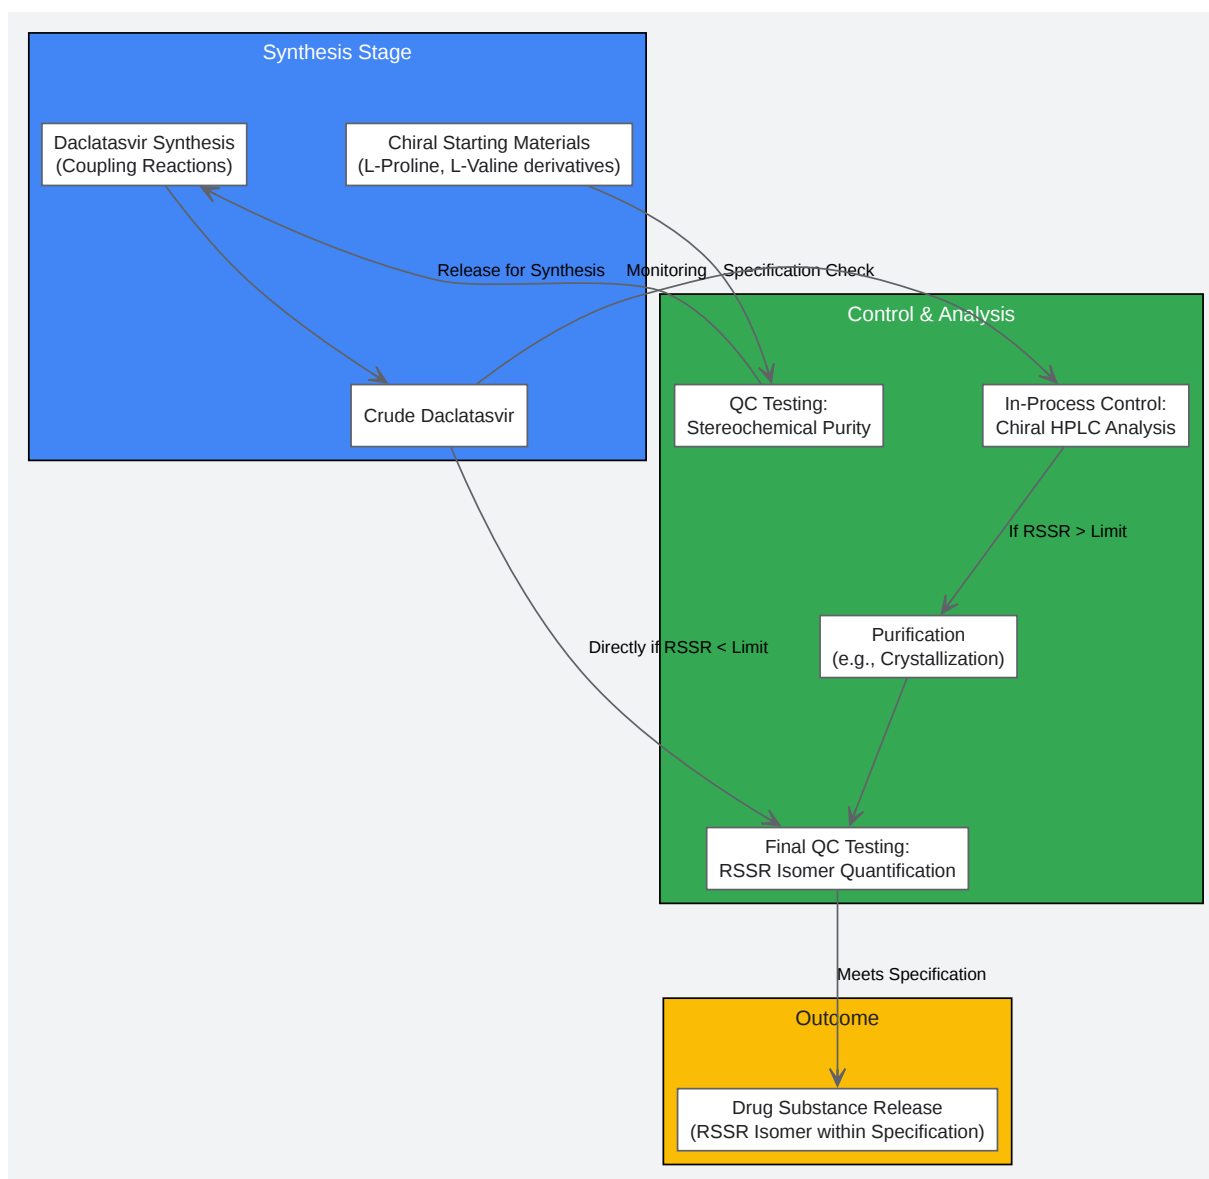 Synthesis Stage
Daclatasvir Synthesis
(Coupling Reactions)
Chiral Starting Materials
(L-Proline, L-Valine derivatives)
Release for Synthesis
Monitoring
Specification Check
Control & Analysis
Crude Daclatasvir
QC Testing:
Stereochemical Purity
In-Process Control:
Chiral HPLC Analysis
If RSSR > Limit
Directly if RSSR < Limit
Purification
(e.g., Crystallization)
Final QC Testing:
RSSR Isomer Quantification
Meets Specification
Outcome
Drug Substance Release
(RSSR Isomer within Specification)